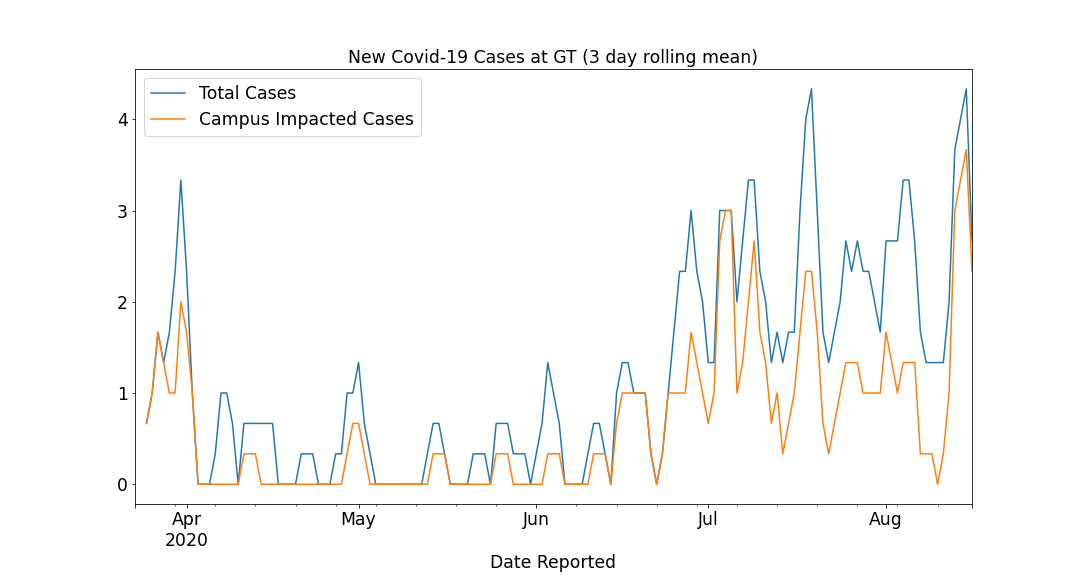 New Covid-19 Cases at GT (3 day rolling mean)
Total Cases
Campus Impacted Cases
4
3
2
1
0
Apr
2020
May
Jun
Jul
Aug
Date Reported